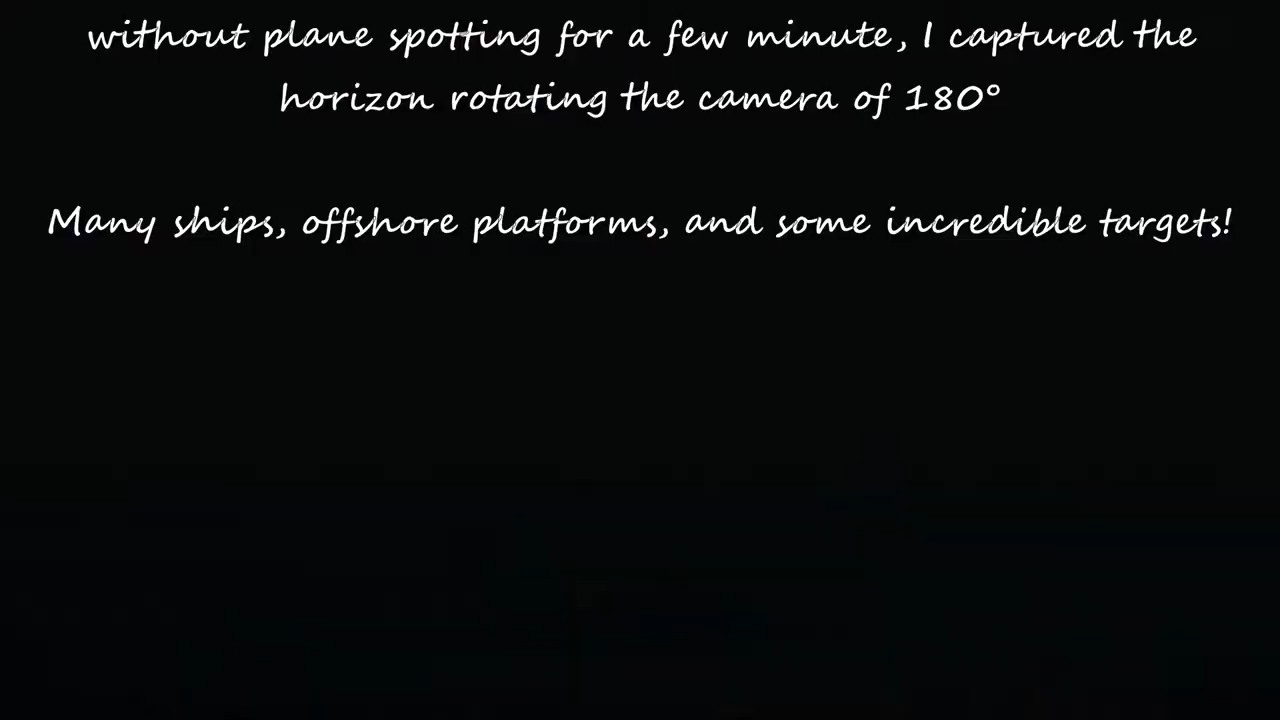 without plane spotting for a few minute, I captured the
horizon rotating the camera of 180°
Many ships, offshore platforms, and some incredible targets!